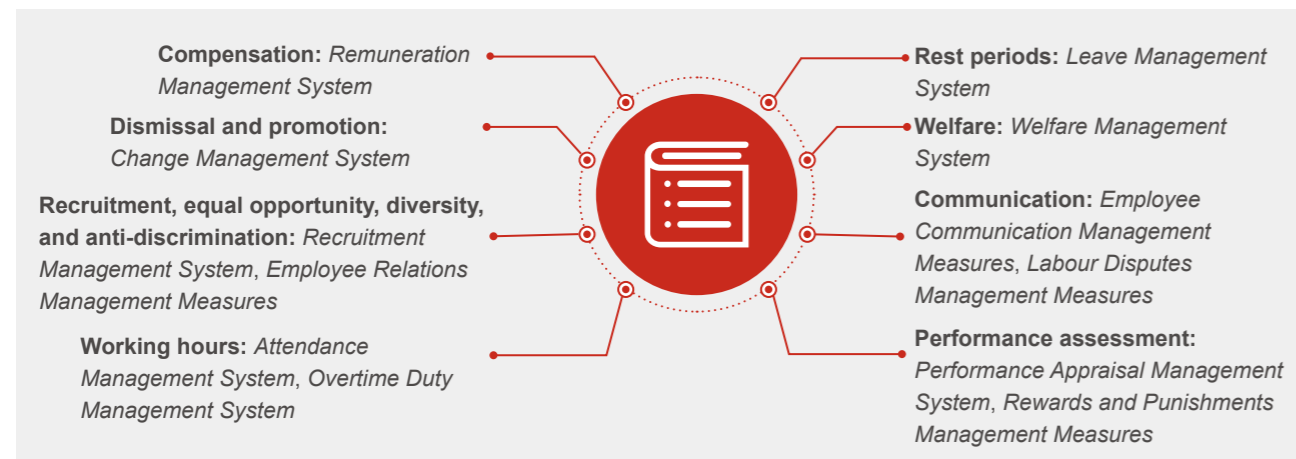 Compensation: Remuneration
Management System
Dismissal and promotion:
Change Management System
Recruitment, equal opportunity, diversity,
and anti-discrimination: Recruitment
Management System, Employee Relations
Management Measures
Working hours: Attendance
Management System, Overtime Duty
Management System
Rest periods: Leave Management
System
Welfare: Welfare Management
System
Communication: Employee
Communication Management
Measures, Labour Disputes
Management Measures
Performance assessment:
Performance Appraisal Management
System, Rewards and Punishments
Management Measures